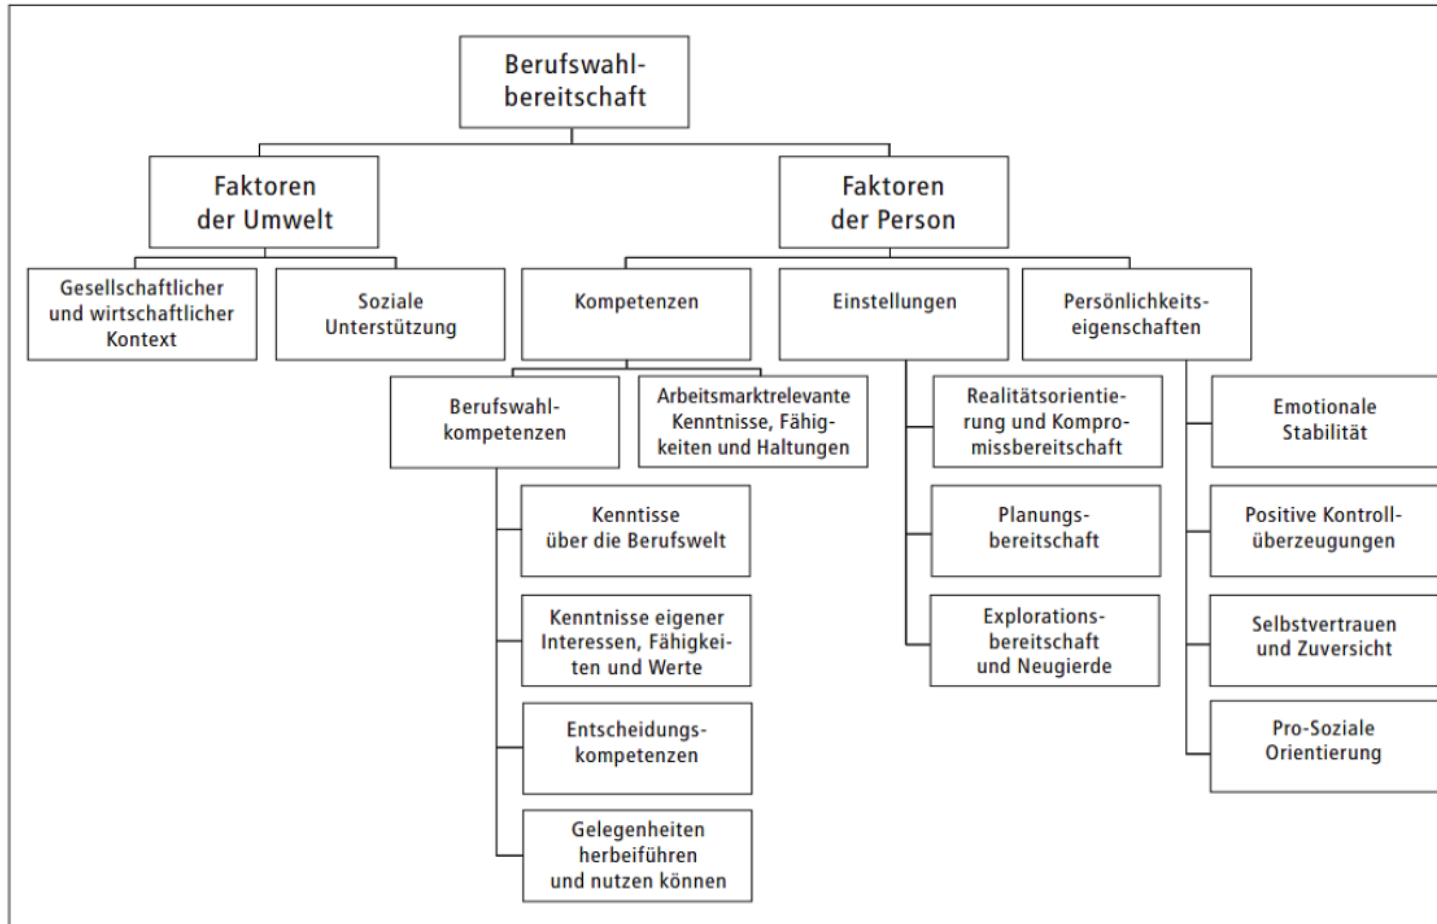 Berufswahl-
bereitschaft
Faktoren
der Umwelt
Faktoren
der Person
Gesellschaftlicher
und wirtschaftlicher
Kontext
Soziale
Unterstützung
Kompetenzen
Einstellungen
Persönlichkeits-
eigenschaften
Berufswahl-
kompetenzen
Arbeitsmarktrelevante
Kenntnisse, Fähig-
keiten und Haltungen
Realitätsorientie-
rung und Kompro-
missbereitschaft
Emotionale
Stabilität
Kenntisse
über die Berufswelt
Planungs-
bereitschaft
Positive Kontroll-
überzeugungen
Kenntnisse eigener
Interessen, Fähigkei-
ten und Werte
Explorations-
bereitschaft
und Neugierde
Selbstvertrauen
und Zuversicht
Entscheidungs-
kompetenzen
Pro-Soziale
Orientierung
Gelegenheiten
herbeiführen
und nutzen können